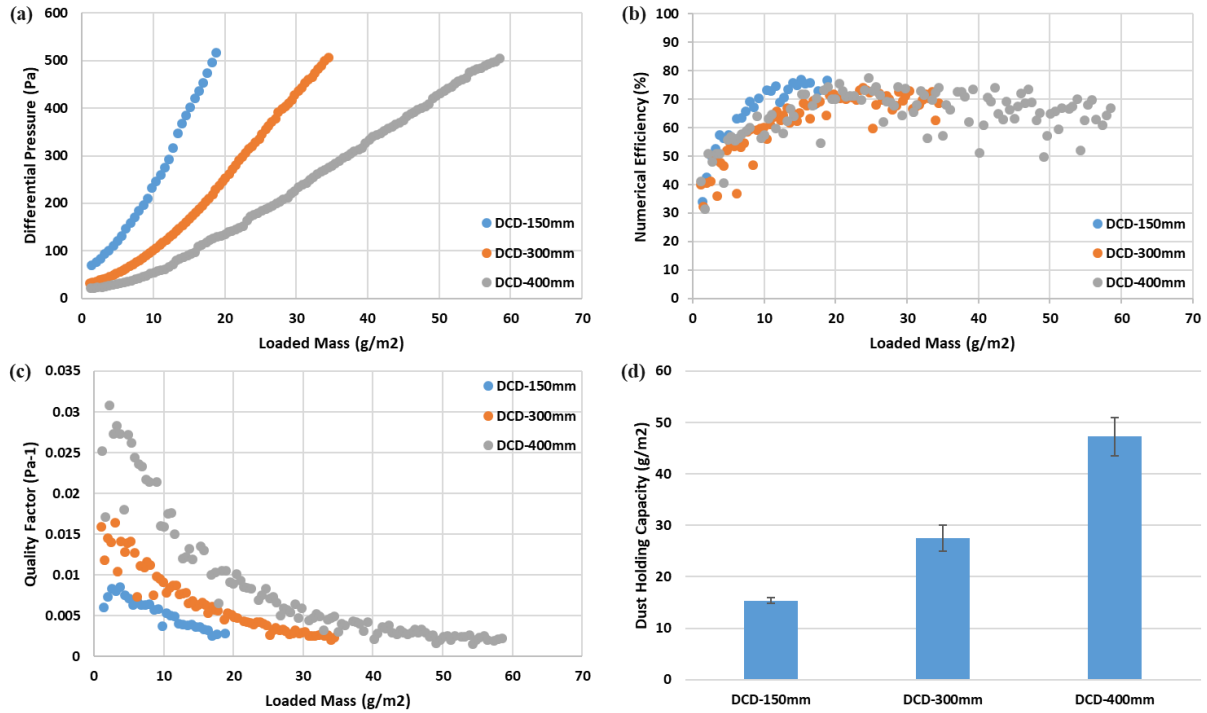 (a)
600
500
400
300
200
100
0
Differential Pressure (Pa)
0 10 20 30 40 50 60 70
Loaded Mass (g/m2)
DCD-150mm
DCD-300mm
DCD-400mm
(b)
100
90
80
70
60
50
40
30
20
10
0
Numerical Efficiency (%)
0 10 20 30 40 50 60 70
Loaded Mass (g/m2)
DCD-150mm
DCD-300mm
DCD-400mm
(c)
0.035
0.03
0.025
0.02
0.015
0.01
0.005
0
Quality Factor (Pa-1)
0 10 20 30 40 50 60 70
Loaded Mass (g/m2)
DCD-150mm
DCD-300mm
DCD-400mm
(d)
60
50
40
30
20
10
0
Dust Holding Capacity (g/m2)
DCD-150mm DCD-300mm DCD-400mm